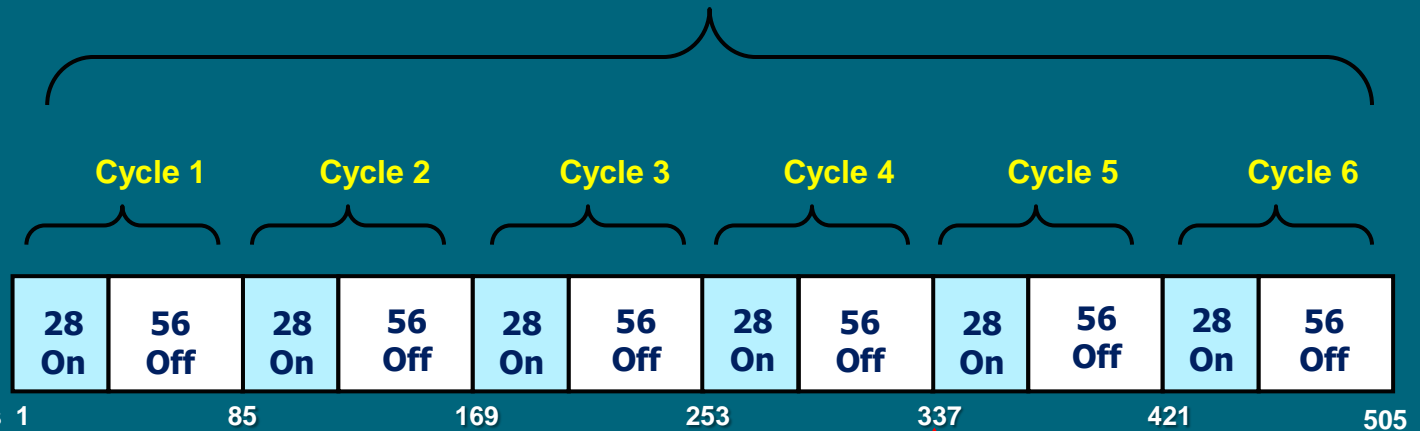 Cycle 1 Cycle 2 Cycle 3 Cycle 4 Cycle 5 Cycle 6
28 56 28 56 28 56 28 56 28 56 28 56
On Off On Off On Off On Off On Off On Off
1 85 169 253 337 421 505